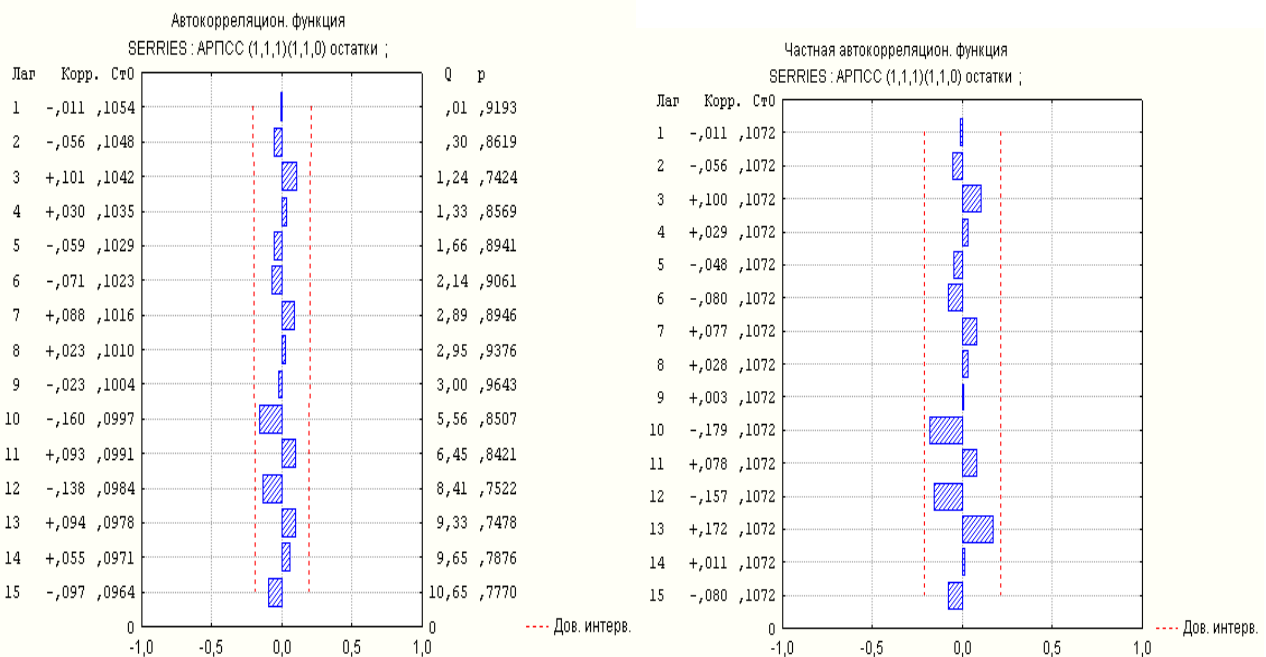 Автокорреляцион. функция
SERRIES : АРПСС (1,1,1)(1,1,0) остатки ;
Лаг Корр. Ст0 Q p
1 -,011 ,1054 ,01 ,9193
2 -,056 ,1048 ,30 ,8619
3 +,101 ,1042 1,24 ,7424
4 +,030 ,1035 1,33 ,8569
5 -,059 ,1029 1,66 ,8941
6 -,071 ,1023 2,14 ,9061
7 +,088 ,1016 2,89 ,8946
8 +,023 ,1010 2,95 ,9376
9 -,023 ,1004 3,00 ,9643
10 -,160 ,0997 5,56 ,8507
11 +,093 ,0991 6,45 ,8421
12 -,138 ,0984 8,41 ,7522
13 +,094 ,0978 9,33 ,7478
14 +,055 ,0971 9,65 ,7876
15 -,097 ,0964 10,65 ,7770
0 0
-1,0 -0,5 0,0 0,5 1,0
Дов. интерв.
Частная автокорреляцион. функция
SERRIES : АРПСС (1,1,1)(1,1,0) остатки ;
Лаг Корр. Ст0
1 -,011 ,1072
2 -,056 ,1072
3 +,100 ,1072
4 +,029 ,1072
5 -,048 ,1072
6 -,080 ,1072
7 +,077 ,1072
8 +,028 ,1072
9 +,003 ,1072
10 -,179 ,1072
11 +,078 ,1072
12 -,157 ,1072
13 +,172 ,1072
14 +,011 ,1072
15 -,080 ,1072
0
-1,0 -0,5 0,0 0,5 1,0
Дов. интерв.